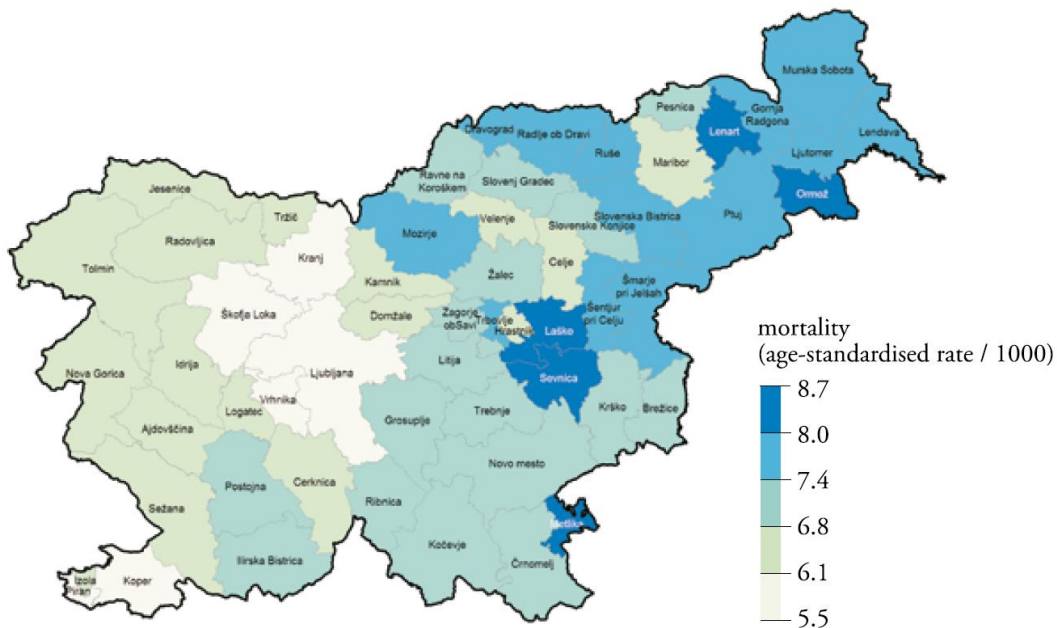 Murska Sobota
Pesnica
Gornja
Radgona
Lenart
Dravograd
Radlje ob Dravi
Lendava
Ruše
Ljutomer
Maribor
Ravne na
Koroškem
Slovenj Gradec
Ormož
Jesenice
Tržič
Velenje
Slovenska Bistrica
Ptuj
Slovenske Konjice
Radovljica
Mozirje
Kranj
Celje
Tolmin
Žalec
Kamnik
Šmarje
pri Jelšah
Škofja Loka
Domžale
Zagorje
obSavi
Trbovlje
Hrastnik
Laško
Šentjur
pri Celju
Litija
Idrija
Nova Gorica
Ljubljana
Sevnica
Vrhnika
Logatec
Krško
Brežice
Trebnje
Grosuplje
Ajdovščina
Novo mesto
Postojna
Cerknica
Ribnica
Sežana
Metlika
Kočevje
Ilirska Bistrica
Črnomelj
Izola
Piran
Koper
mortality
(age-standardised rate / 1000)
8.7
8.0
7.4
6.8
6.1
5.5